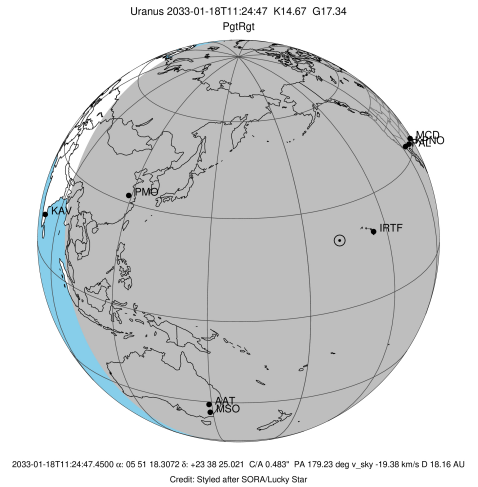 Uranus 2033-01-18T11:24:47 K14.67 G17.34
PgtRgt
MCD
KPNO
PAL
PMO
KAV
IRTF
AAT
MSO
2033-01-18T11:24:47.4500 α: 05 51 18.3072 δ: +23 38 25.021 C/A 0.483" PA 179.23 deg v_sky -19.38 km/s D 18.16 AU
Credit: Styled after SORA/Lucky Star